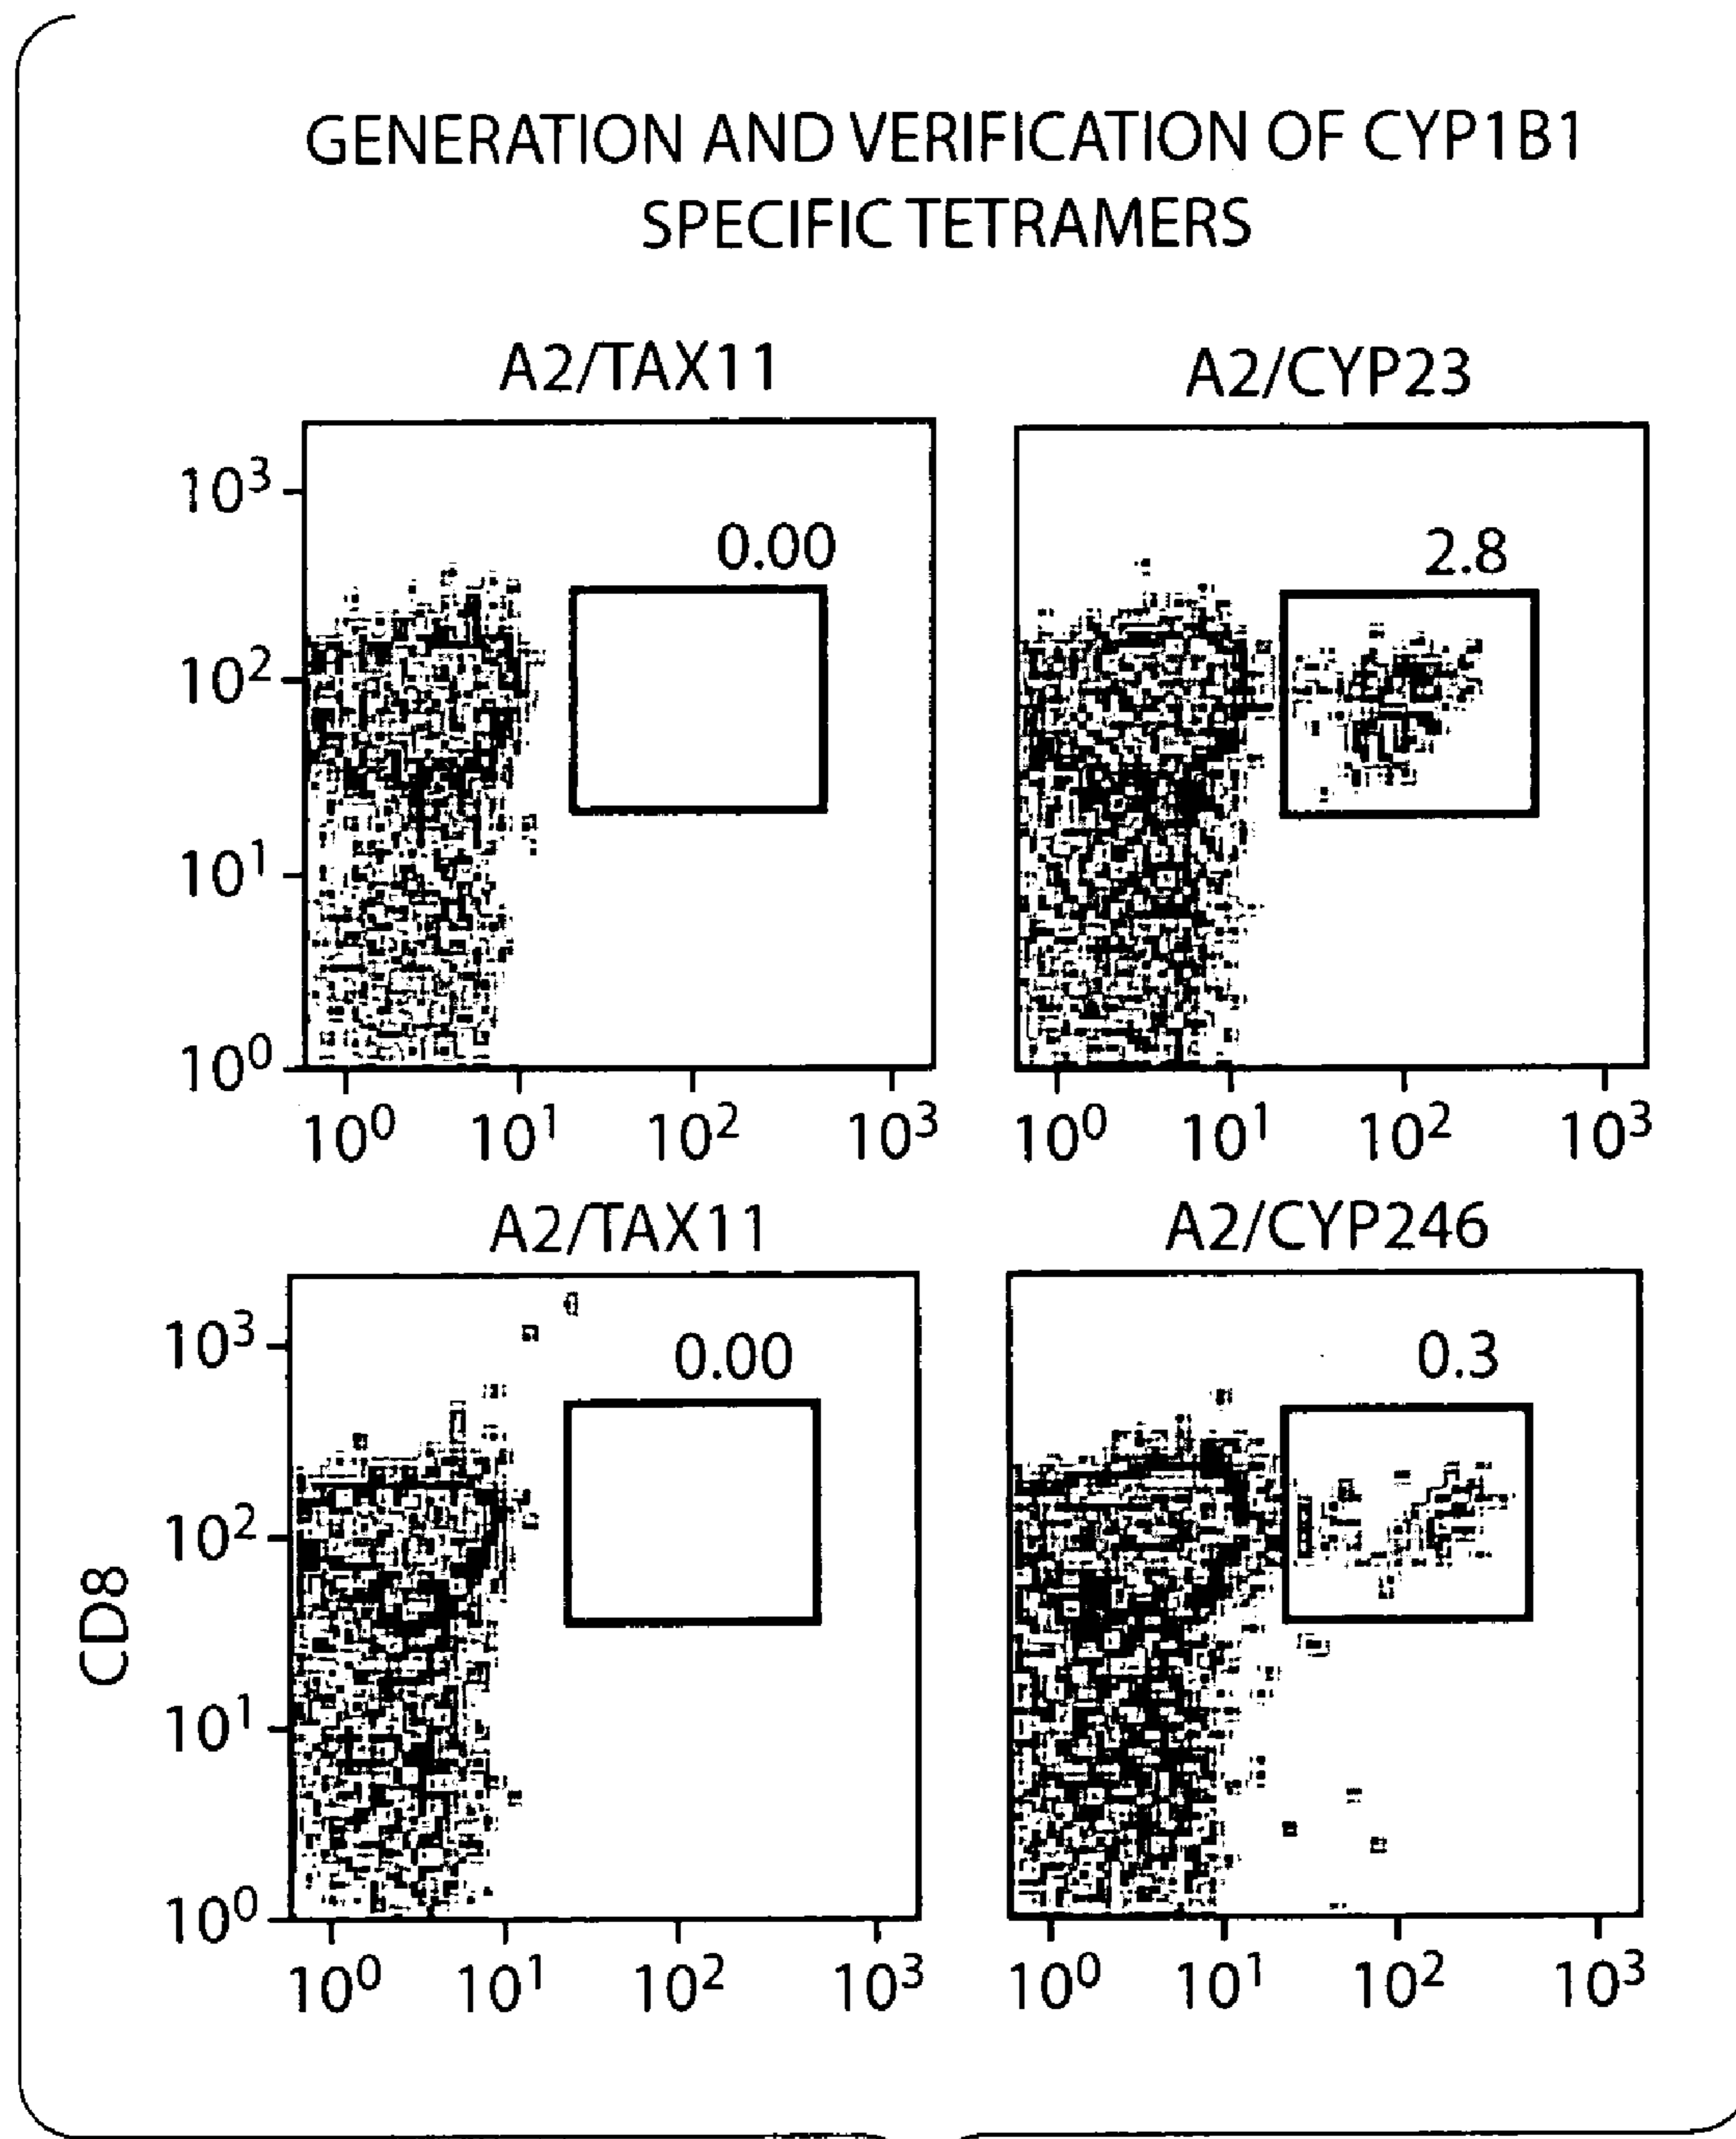 GENERATION AND VERIFICATION OF CYP1B1
SPECIFIC TETRAMERS
A2/TAX11
A2/CYP23
10³
10²
10¹
10⁰
0.00
2.8
10⁰ 10¹ 10² 10³
10⁰ 10¹ 10² 10³
A2/TAX11
A2/CYP246
CD8
10³
10²
10¹
10⁰
0.00
0.3
10⁰ 10¹ 10² 10³
10⁰ 10¹ 10² 10³